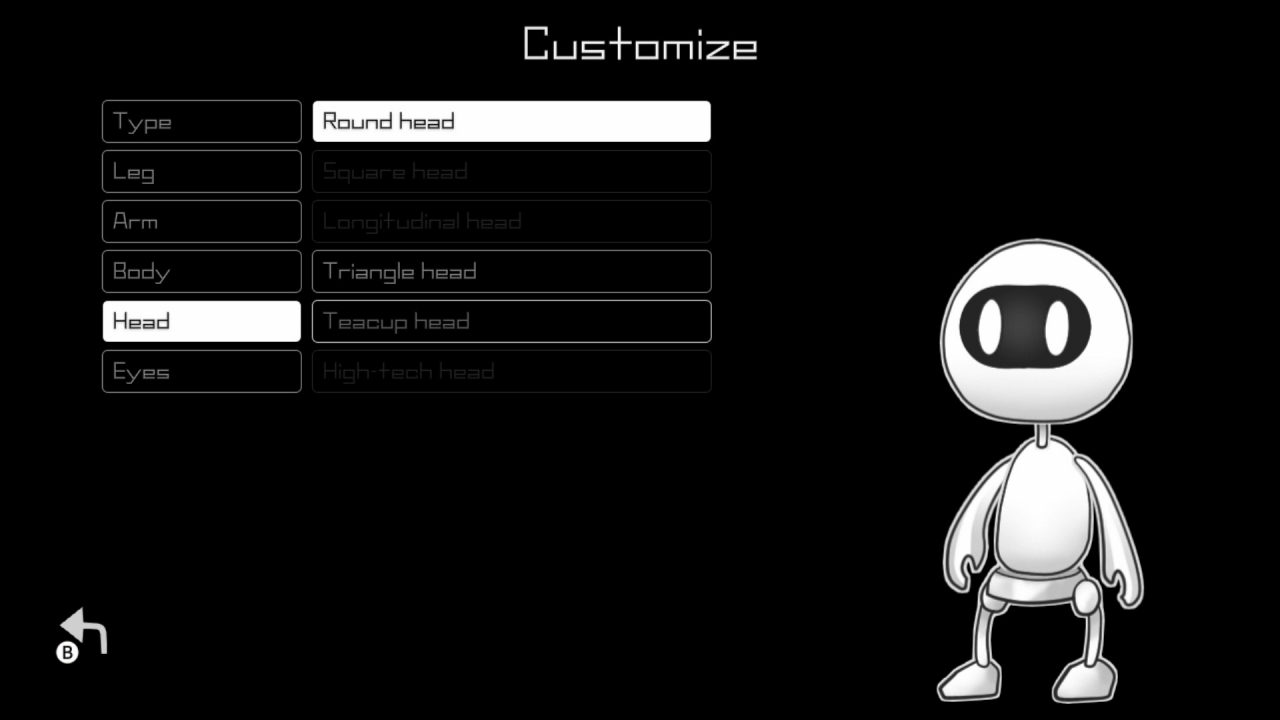 Customize
Type
Round head
Leg
Square head
Arm
Longitudinal head
Body
Triangle head
Head
Teacup head
Eyes
High-tech head
B